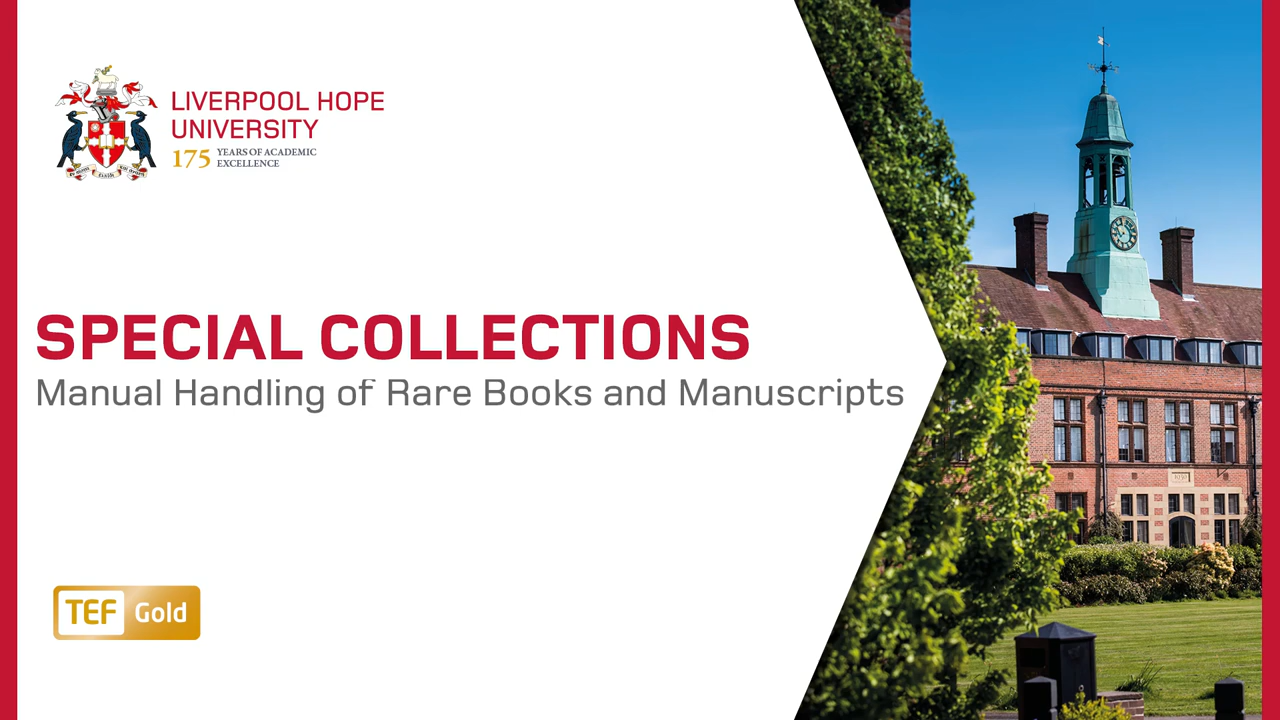 LIVERPOOL HOPE
UNIVERSITY
175 YEARS OF ACADEMIC
EXCELLENCE
SPECIAL COLLECTIONS
Manual Handling of Rare Books and Manuscripts
TEF Gold